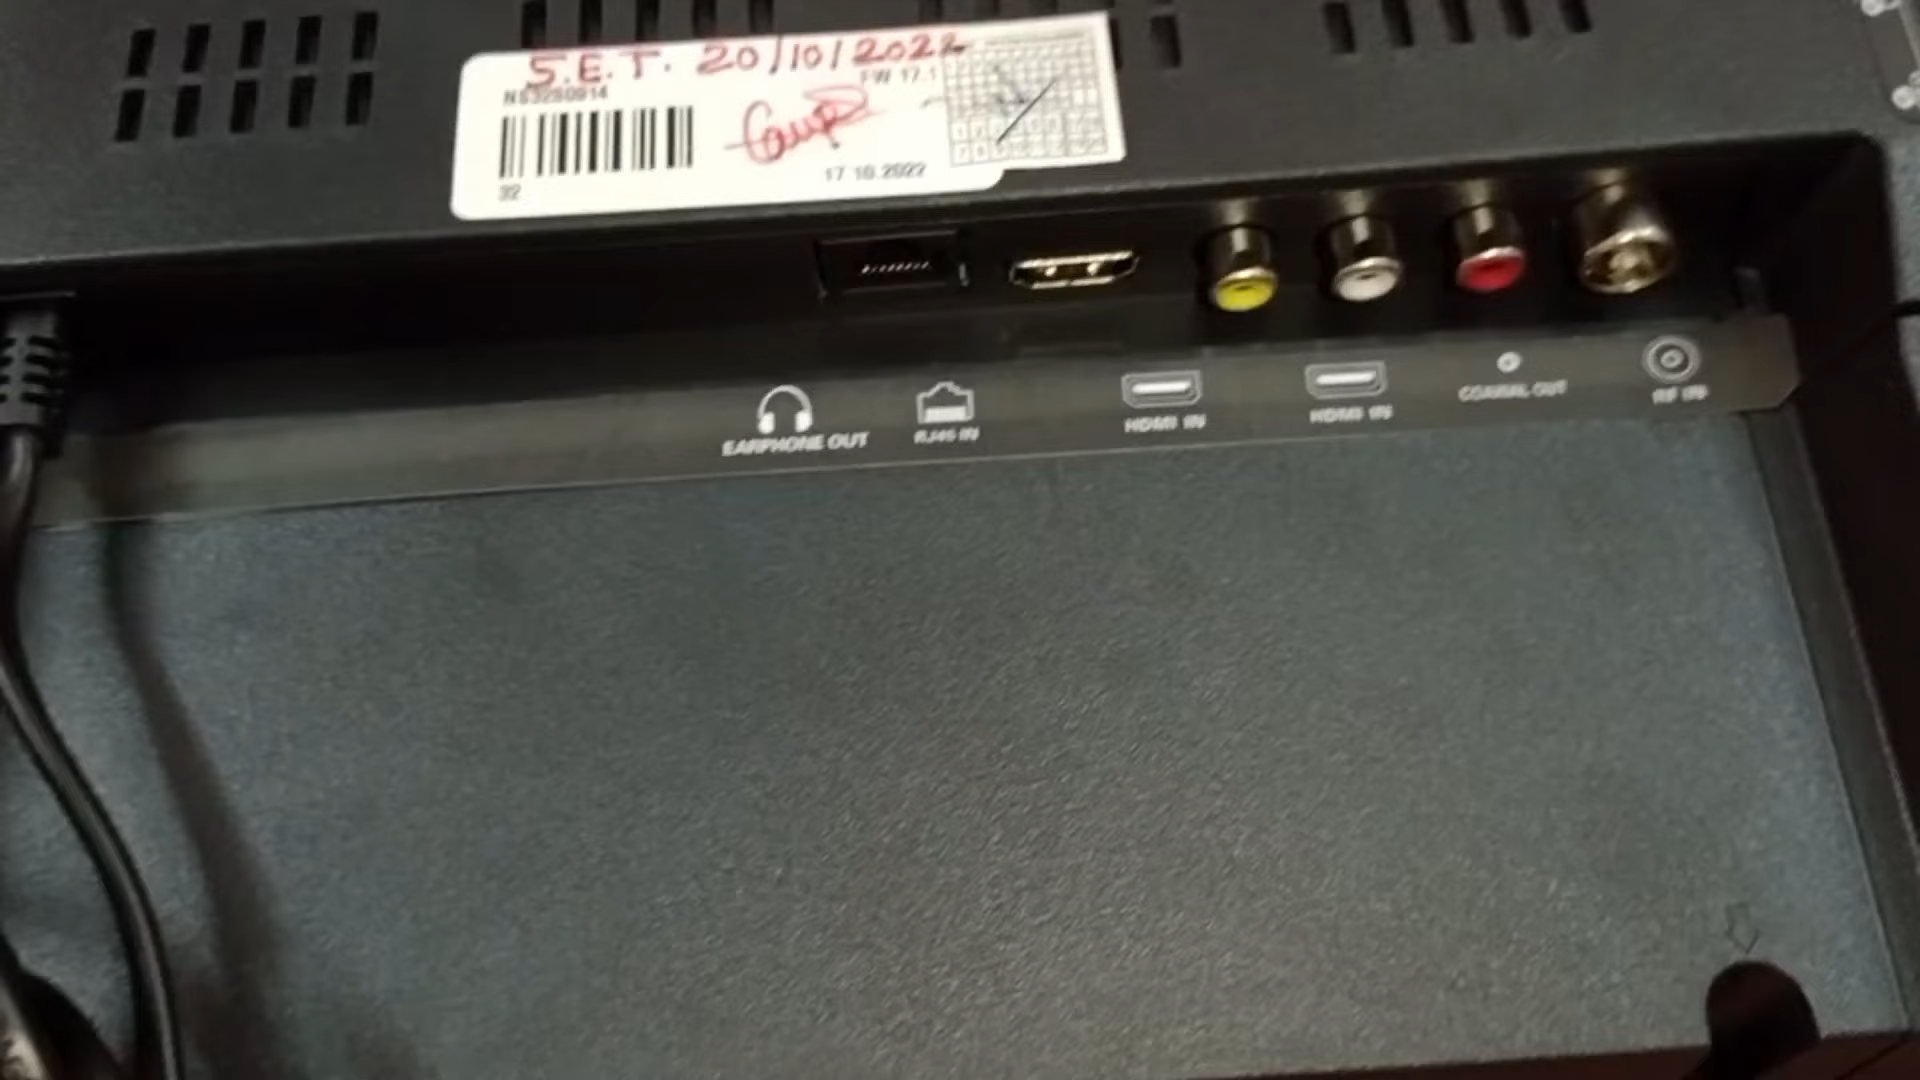 S.E.T. 20/10/2022
FW 17.1
17 10.2022
32
EARPHONE OUT
RJ45 IN
HDMI IN
HDMI IN
COAXIAL OUT
RF IN